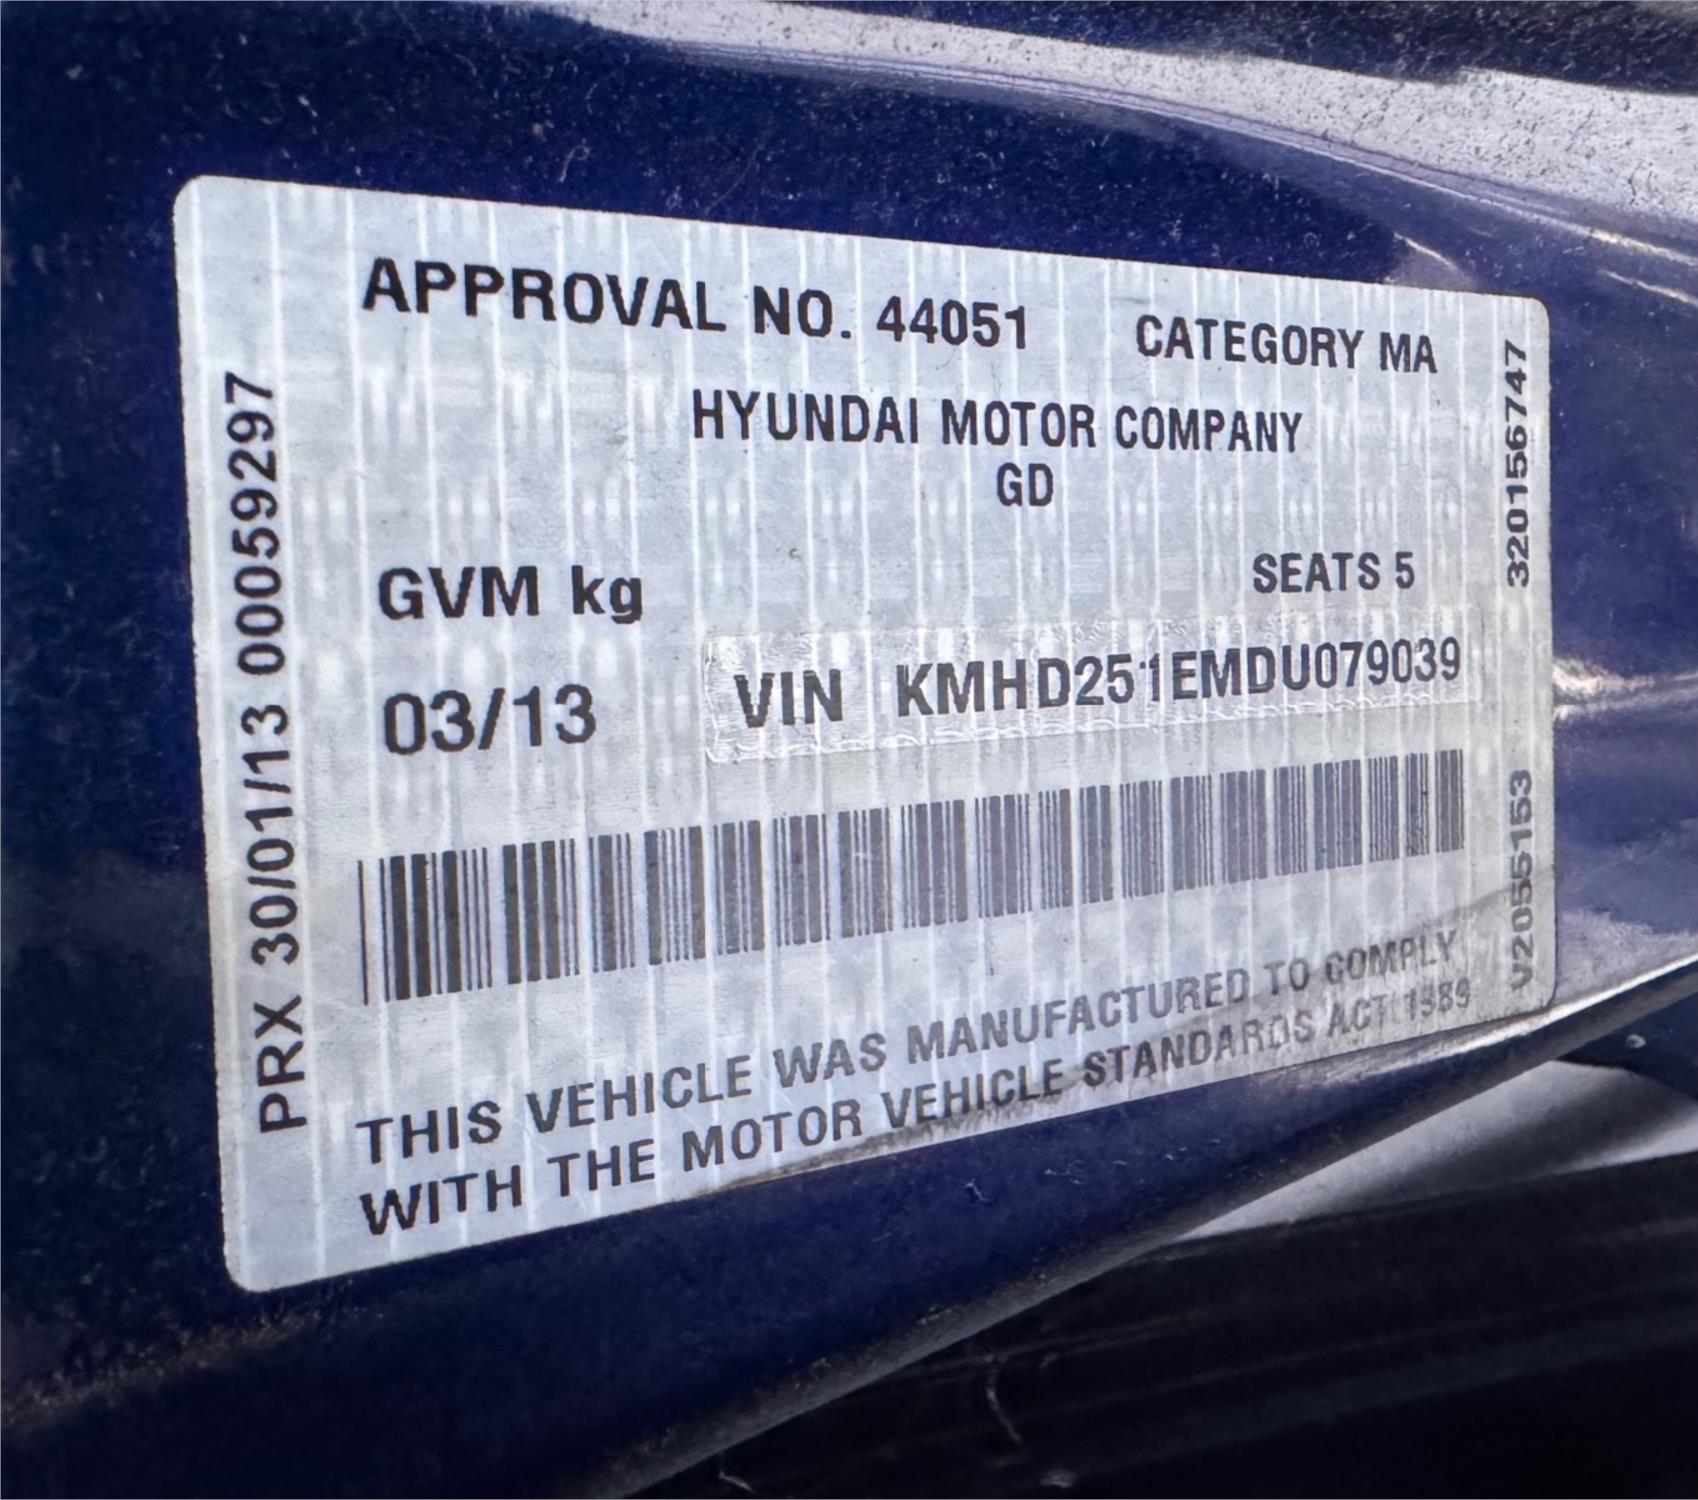 APPROVAL NO. 44051 CATEGORY MA
HYUNDAI MOTOR COMPANY
GD
GVM kg SEATS 5
03/13 VIN KMHD251EMDU079039
THIS VEHICLE WAS MANUFACTURED TO COMPLY
WITH THE MOTOR VEHICLE STANDARDS ACT 1989
PRX 30/01/13 00059297
V2055153 320156747